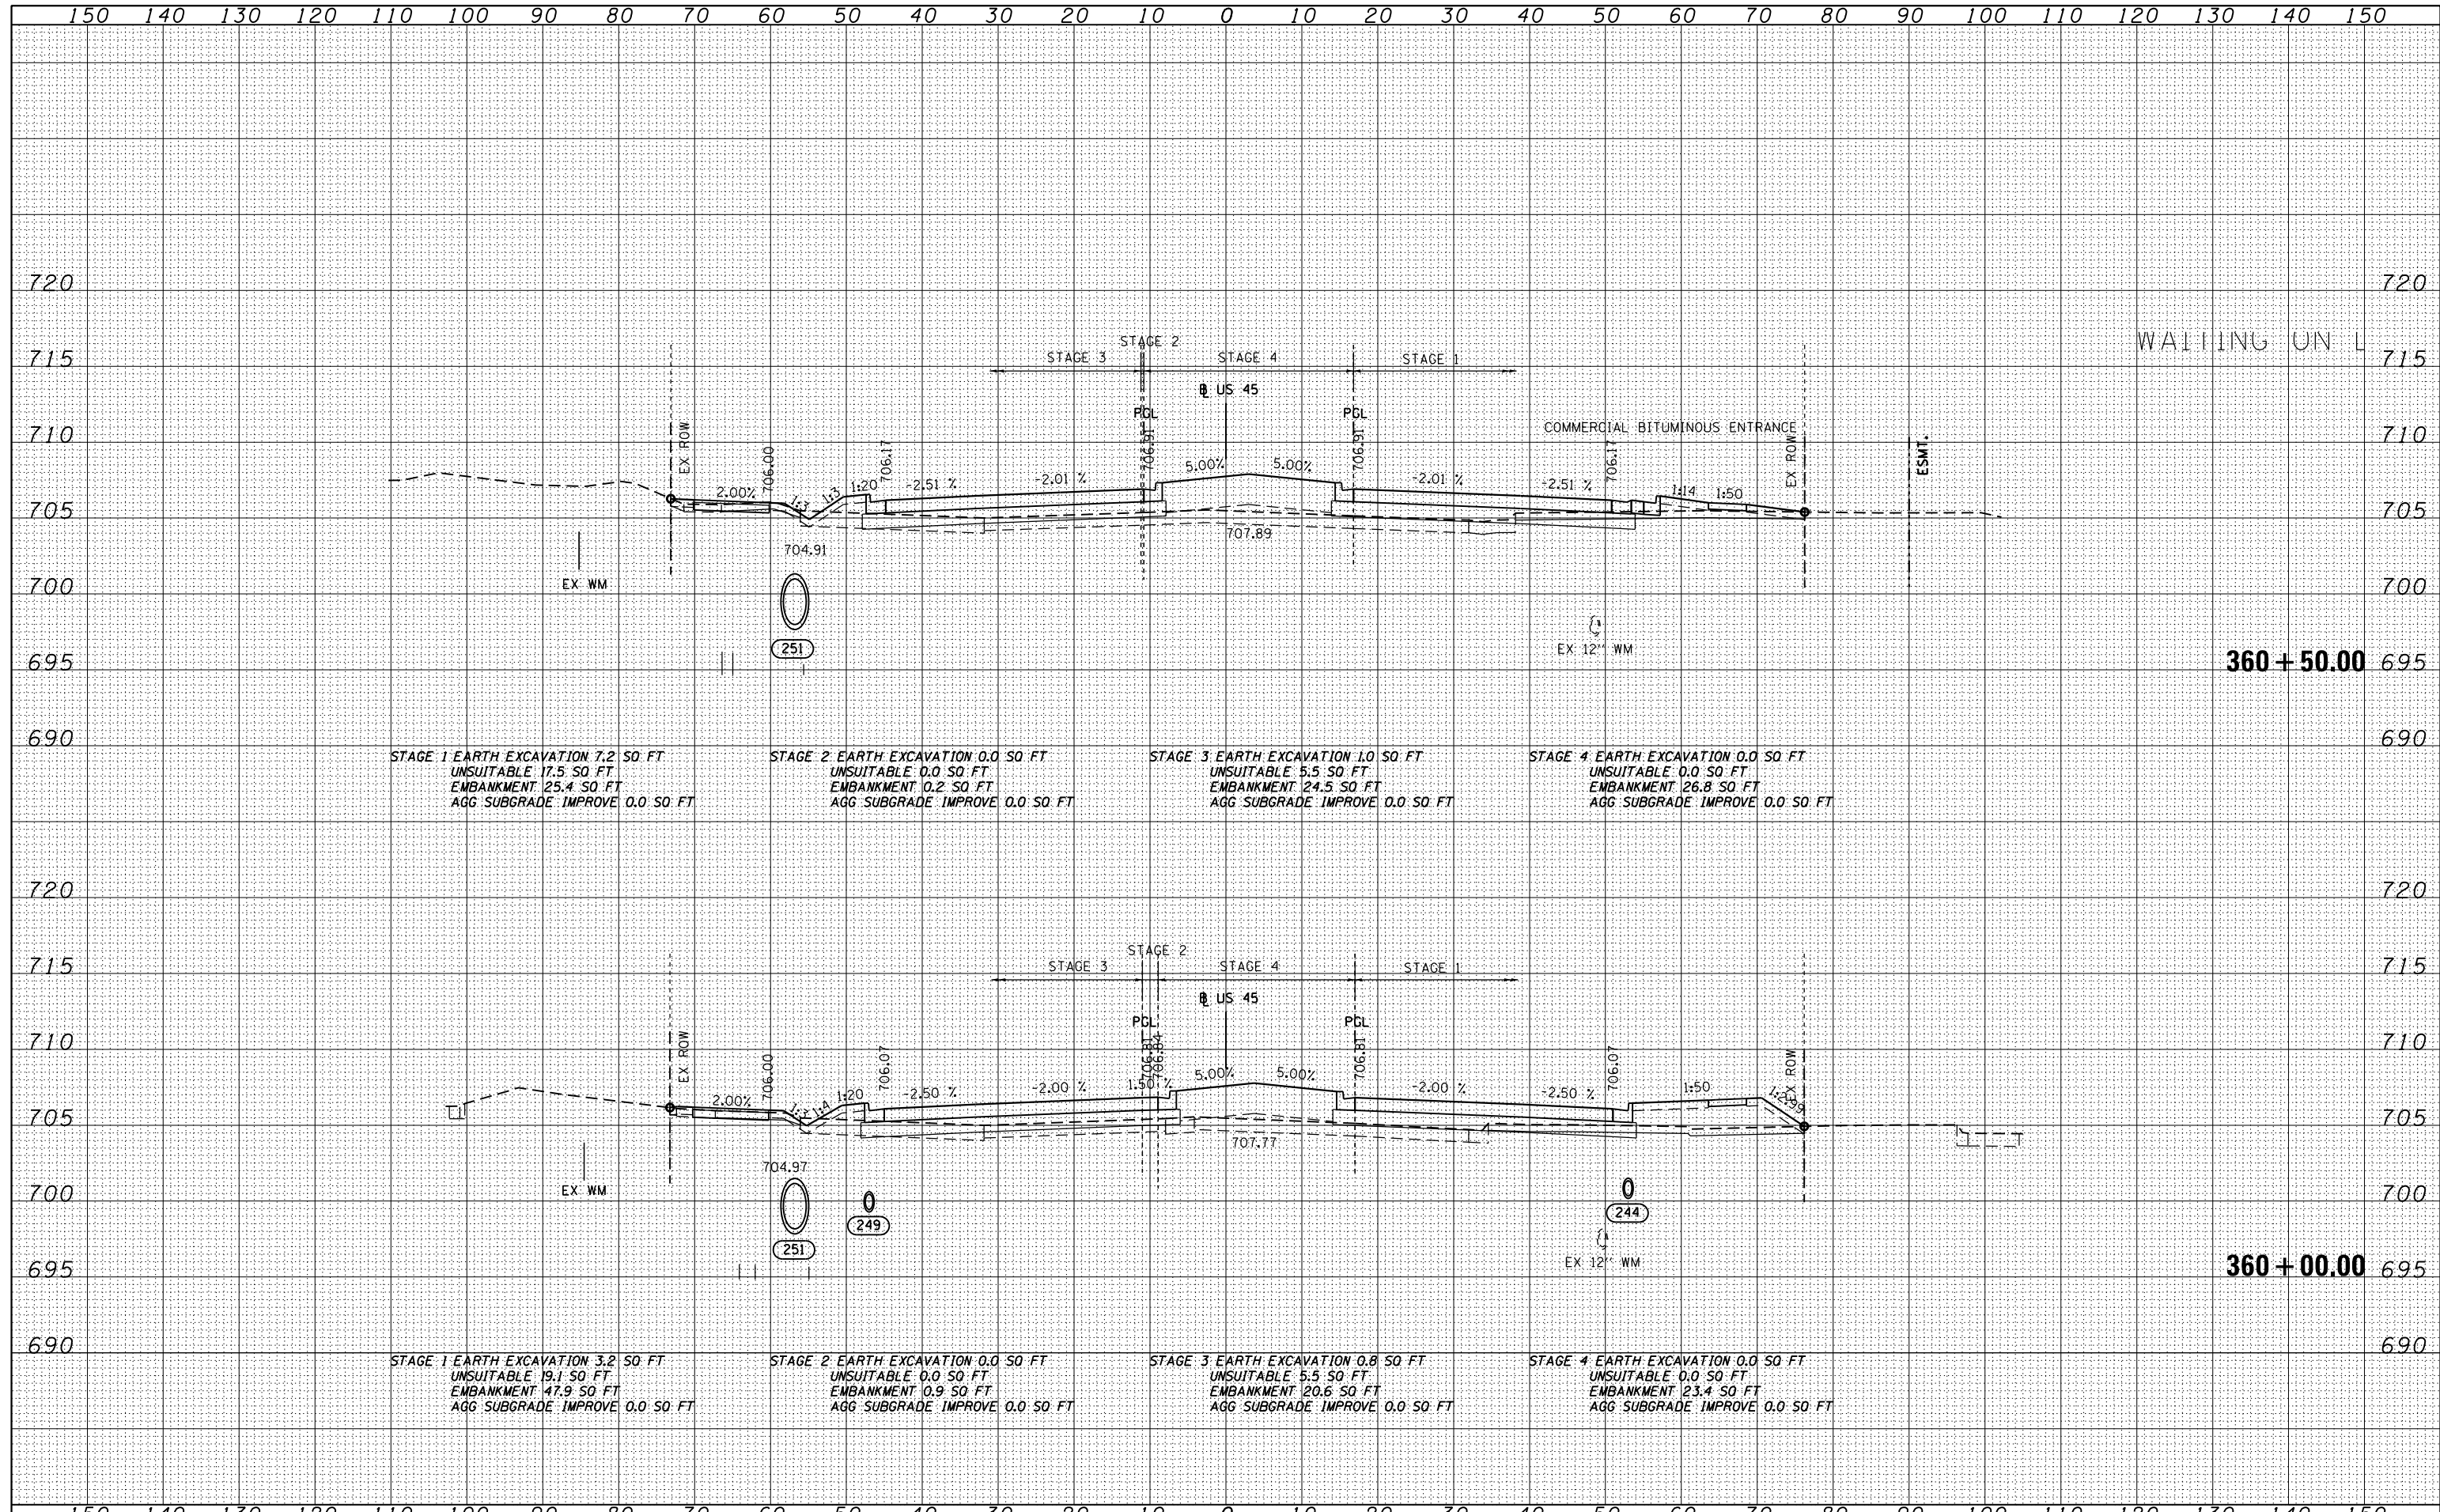 150 140 130 120 110 100 90 80 70 60 50 40 30 20 10 0 10 20 30 40 50 60 70 80 90 100 110 120 130 140 150
720 720
WAITING ON L
715 715
STAGE 2
STAGE 3 STAGE 4 STAGE 1
℄ US 45
PGL PGL
COMMERCIAL BITUMINOUS ENTRANCE
710 710
EX ROW 706.00 706.17 706.91 706.91 706.17 EX ROW ESMT.
2.00% 1:3 1:3 1:20 -2.51 % -2.01 % 5.00% 5.00% -2.01 % -2.51 % 1:14 1:50
705 705
704.91 707.89
700 700
EX WM
251 EX 12" WM
695 360+50.00 695
690 690
STAGE 1 EARTH EXCAVATION 7.2 SQ FT
UNSUITABLE 17.5 SQ FT
EMBANKMENT 25.4 SQ FT
AGG SUBGRADE IMPROVE 0.0 SQ FT
STAGE 2 EARTH EXCAVATION 0.0 SQ FT
UNSUITABLE 0.0 SQ FT
EMBANKMENT 0.2 SQ FT
AGG SUBGRADE IMPROVE 0.0 SQ FT
STAGE 3 EARTH EXCAVATION 1.0 SQ FT
UNSUITABLE 5.5 SQ FT
EMBANKMENT 24.5 SQ FT
AGG SUBGRADE IMPROVE 0.0 SQ FT
STAGE 4 EARTH EXCAVATION 0.0 SQ FT
UNSUITABLE 0.0 SQ FT
EMBANKMENT 26.8 SQ FT
AGG SUBGRADE IMPROVE 0.0 SQ FT
720 720
715 715
STAGE 2
STAGE 3 STAGE 4 STAGE 1
℄ US 45
PGL PGL
710 710
EX ROW 706.00 706.07 706.81 706.84 706.81 706.07 EX ROW
2.00% 1:3 1:4 1:20 -2.50 % -2.00 % 1.50 % 5.00% 5.00% -2.00 % -2.50 % 1:50 1:2.99
705 705
704.97 707.77
700 700
EX WM
249 244
251 EX 12" WM
695 360+00.00 695
690 690
STAGE 1 EARTH EXCAVATION 3.2 SQ FT
UNSUITABLE 19.1 SQ FT
EMBANKMENT 47.9 SQ FT
AGG SUBGRADE IMPROVE 0.0 SQ FT
STAGE 2 EARTH EXCAVATION 0.0 SQ FT
UNSUITABLE 0.0 SQ FT
EMBANKMENT 0.9 SQ FT
AGG SUBGRADE IMPROVE 0.0 SQ FT
STAGE 3 EARTH EXCAVATION 0.8 SQ FT
UNSUITABLE 5.5 SQ FT
EMBANKMENT 20.6 SQ FT
AGG SUBGRADE IMPROVE 0.0 SQ FT
STAGE 4 EARTH EXCAVATION 0.0 SQ FT
UNSUITABLE 0.0 SQ FT
EMBANKMENT 23.4 SQ FT
AGG SUBGRADE IMPROVE 0.0 SQ FT